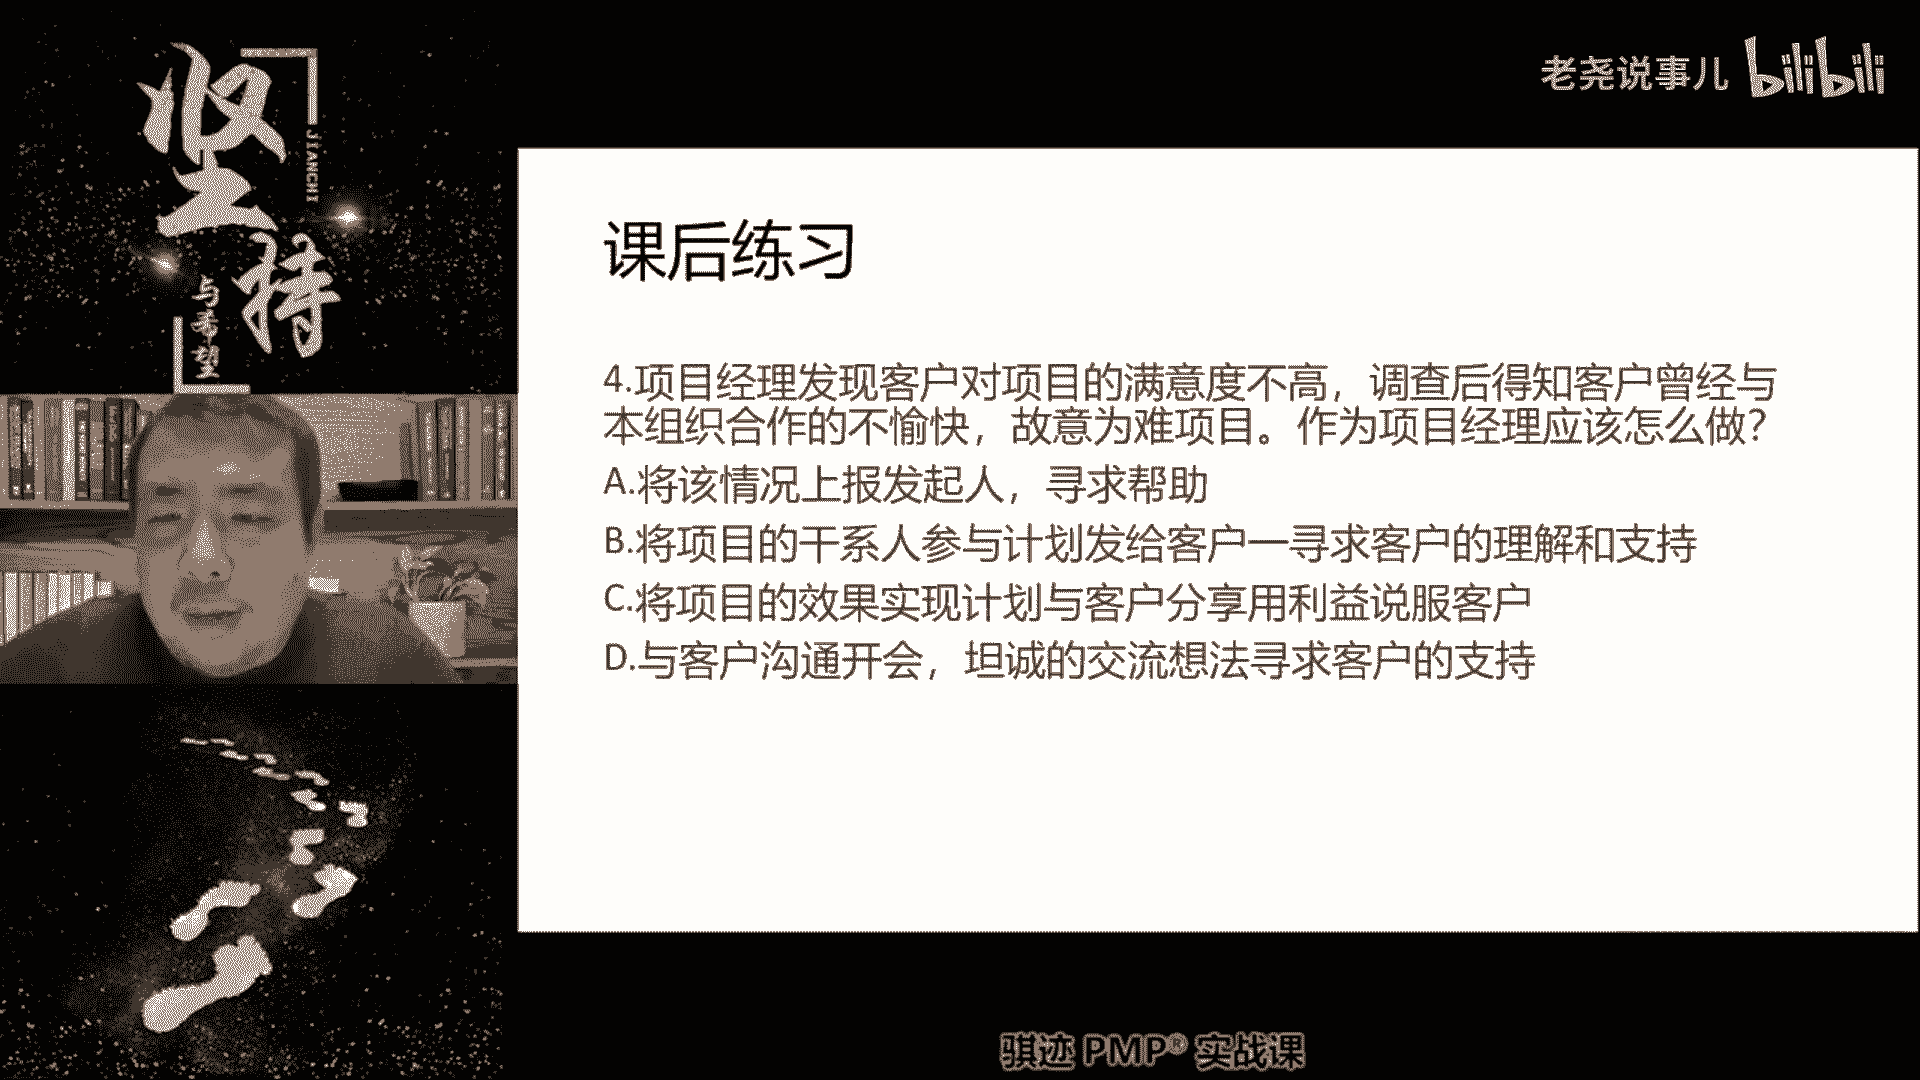 坚持
JIANCHI
与希望
老尧说事儿 bilibili
课后练习
4.项目经理发现客户对项目的满意度不高，调查后得知客户曾经与
本组织合作的不愉快，故意为难项目。作为项目经理应该怎么做？
A.将该情况上报发起人，寻求帮助
B.将项目的干系人参与计划发给客户一寻求客户的理解和支持
C.将项目的效果实现计划与客户分享用利益说服客户
D.与客户沟通开会，坦诚的交流想法寻求客户的支持
骐迹 PMP® 实战课